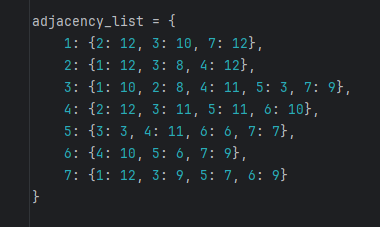 adjacency_list = {
    1: {2: 12, 3: 10, 7: 12},
    2: {1: 12, 3: 8, 4: 12},
    3: {1: 10, 2: 8, 4: 11, 5: 3, 7: 9},
    4: {2: 12, 3: 11, 5: 11, 6: 10},
    5: {3: 3, 4: 11, 6: 6, 7: 7},
    6: {4: 10, 5: 6, 7: 9},
    7: {1: 12, 3: 9, 5: 7, 6: 9}
}